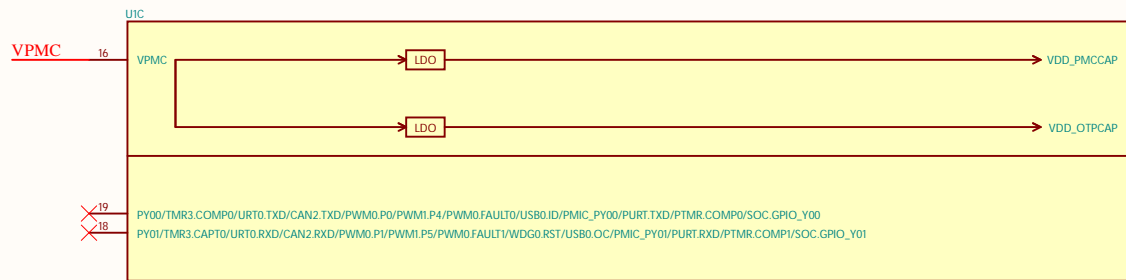 U1C
VPMC 16 VPMC LDO VDD_PMCCAP
LDO VDD_OTPCAP
19 PY00/TMR3.COMP0/URT0.TXD/CAN2.TXD/PWM0.P0/PWM1.P4/PWM0.FAULT0/USB0.ID/PMIC_PY00/PURT.TXD/PTMR.COMP0/SOC.GPIO_Y00
18 PY01/TMR3.CAPT0/URT0.RXD/CAN2.RXD/PWM0.P1/PWM1.P5/PWM0.FAULT1/WDG0.RST/USB0.OC/PMIC_PY01/PURT.RXD/PTMR.COMP1/SOC.GPIO_Y01